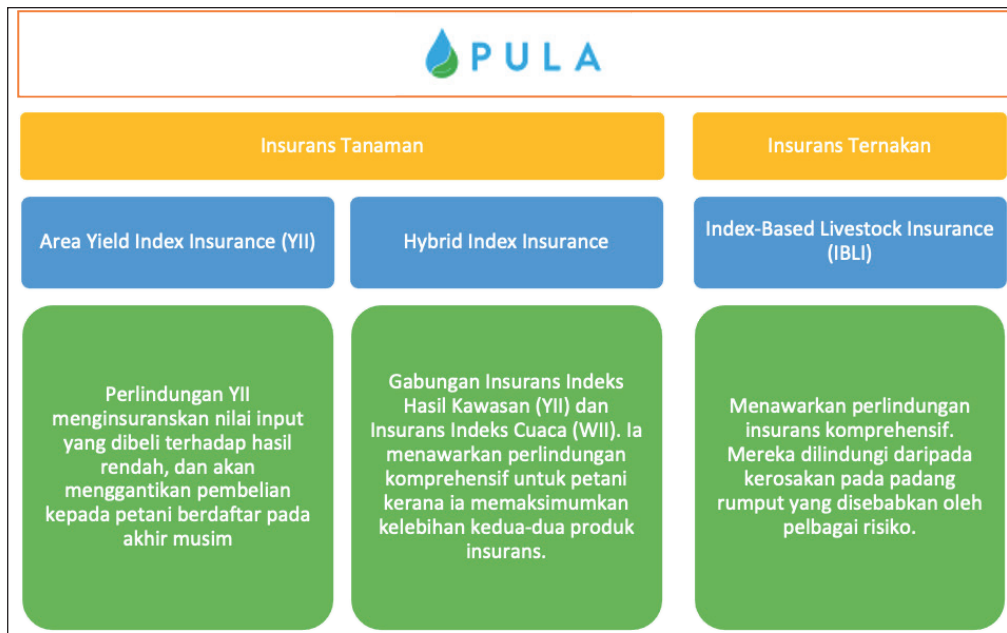 PULA
Insurans Tanaman
Insurans Ternakan
Area Yield Index Insurance (YII)
Hybrid Index Insurance
Index-Based Livestock Insurance
(IBLI)
Perlindungan YII
menginsuranskan nilai input
yang dibeli terhadap hasil
rendah, dan akan
menggantikan pembelian
kepada petani berdaftar pada
akhir musim
Gabungan Insurans Indeks
Hasil Kawasan (YII) dan
Insurans Indeks Cuaca (WII). Ia
menawarkan perlindungan
komprehensif untuk petani
kerana ia memaksimumkan
kelebihan kedua-dua produk
insurans.
Menawarkan perlindungan
insurans komprehensif.
Mereka dilindungi daripada
kerosakan pada padang
rumput yang disebabkan oleh
pelbagai risiko.